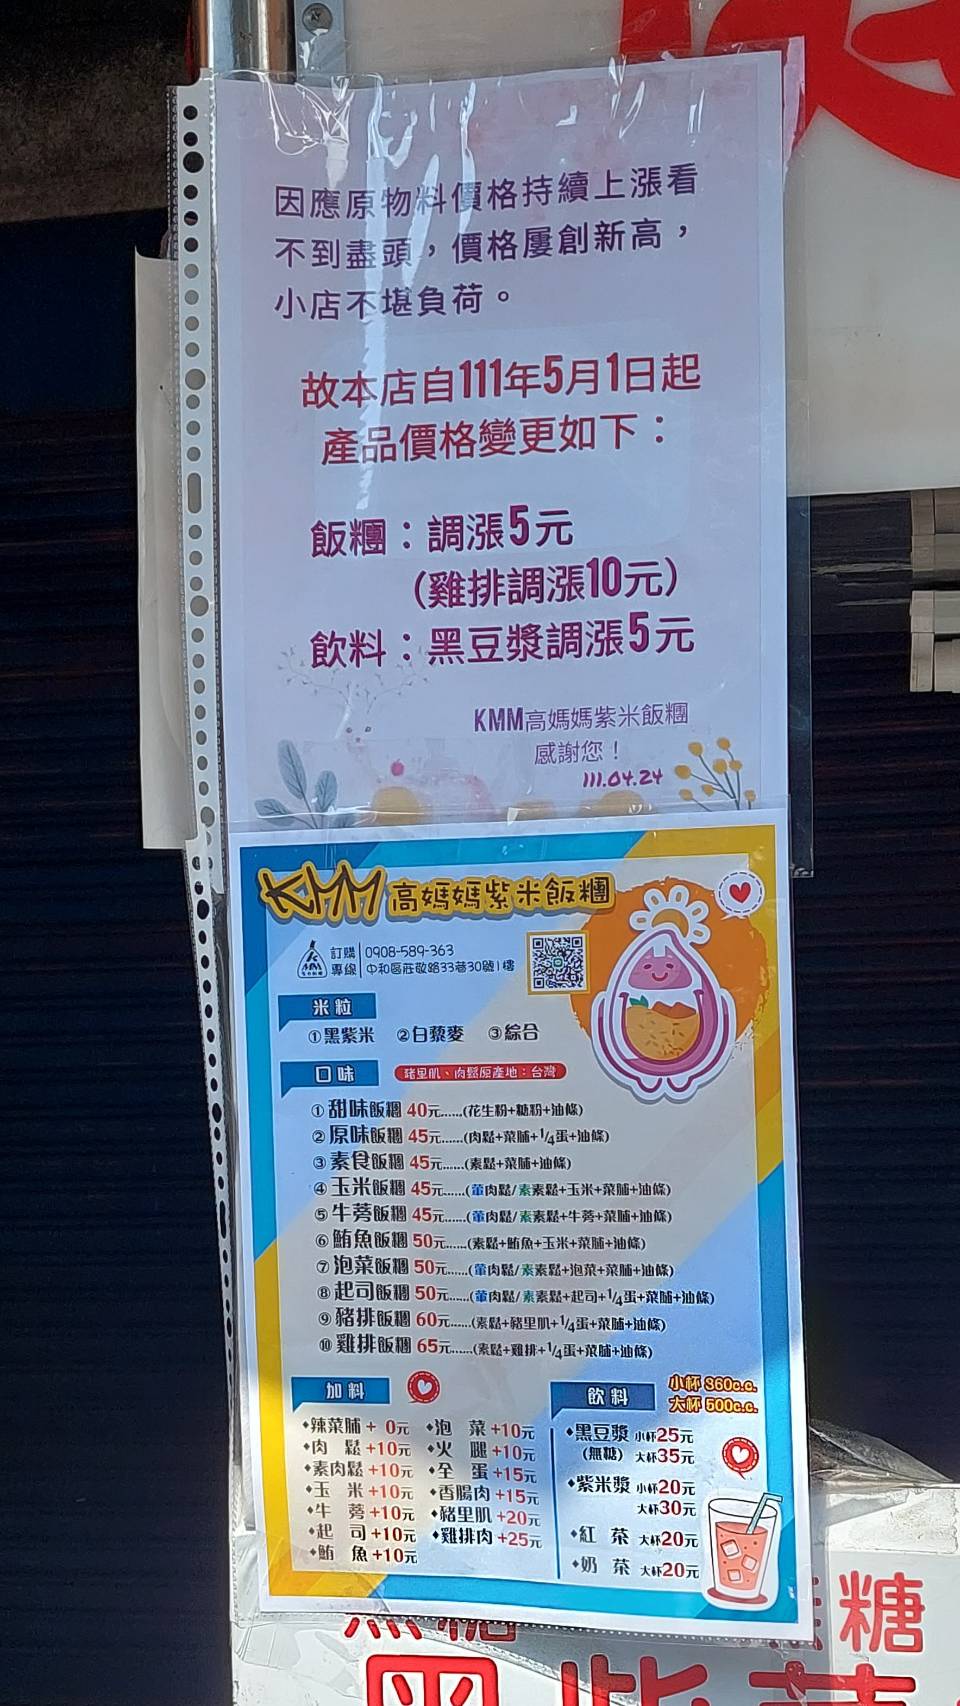 因應原物料價格持續上漲看
不到盡頭，價格屢創新高，
小店不堪負荷。
故本店自111年5月1日起
產品價格變更如下：
飯糰：調漲5元
（雞排調漲10元）
飲料：黑豆漿調漲5元
KMM高媽媽紫米飯糰
感謝您！
111.04.24
KMM高媽媽紫米飯糰
訂購專線 0908-589-363
中和區莊敬路33巷30號1樓
米粒
①黑紫米 ②白藜麥 ③綜合
口味 豬里肌、肉鬆原產地：台灣
①甜味飯糰 40元......(花生粉+糖粉+油條)
②原味飯糰 45元......(肉鬆+菜脯+1/4蛋+油條)
③素食飯糰 45元......(素鬆+菜脯+油條)
④玉米飯糰 45元......(葷肉鬆/素素鬆+玉米+菜脯+油條)
⑤牛蒡飯糰 45元......(葷肉鬆/素素鬆+牛蒡+菜脯+油條)
⑥鮪魚飯糰 50元......(素鬆+鮪魚+玉米+菜脯+油條)
⑦泡菜飯糰 50元......(葷肉鬆/素素鬆+泡菜+菜脯+油條)
⑧起司飯糰 50元......(葷肉鬆/素素鬆+起司+1/4蛋+菜脯+油條)
⑨豬排飯糰 60元......(素鬆+豬里肌+1/4蛋+菜脯+油條)
⑩雞排飯糰 65元......(素鬆+雞排+1/4蛋+菜脯+油條)
加料
◆辣菜脯+ 0元 ◆泡 菜+10元
◆肉 鬆+10元 ◆火 腿+10元
◆素肉鬆+10元 ◆全 蛋+15元
◆玉 米+10元 ◆香腸肉+15元
◆牛 蒡+10元 ◆豬里肌+20元
◆起 司+10元 ◆雞排肉+25元
◆鮪 魚+10元
飲料 小杯 360c.c.
大杯 500c.c.
◆黑豆漿 小杯25元
(無糖) 大杯35元
◆紫米漿 小杯20元
大杯30元
◆紅 茶 大杯20元
◆奶 茶 大杯20元
無糖
糖